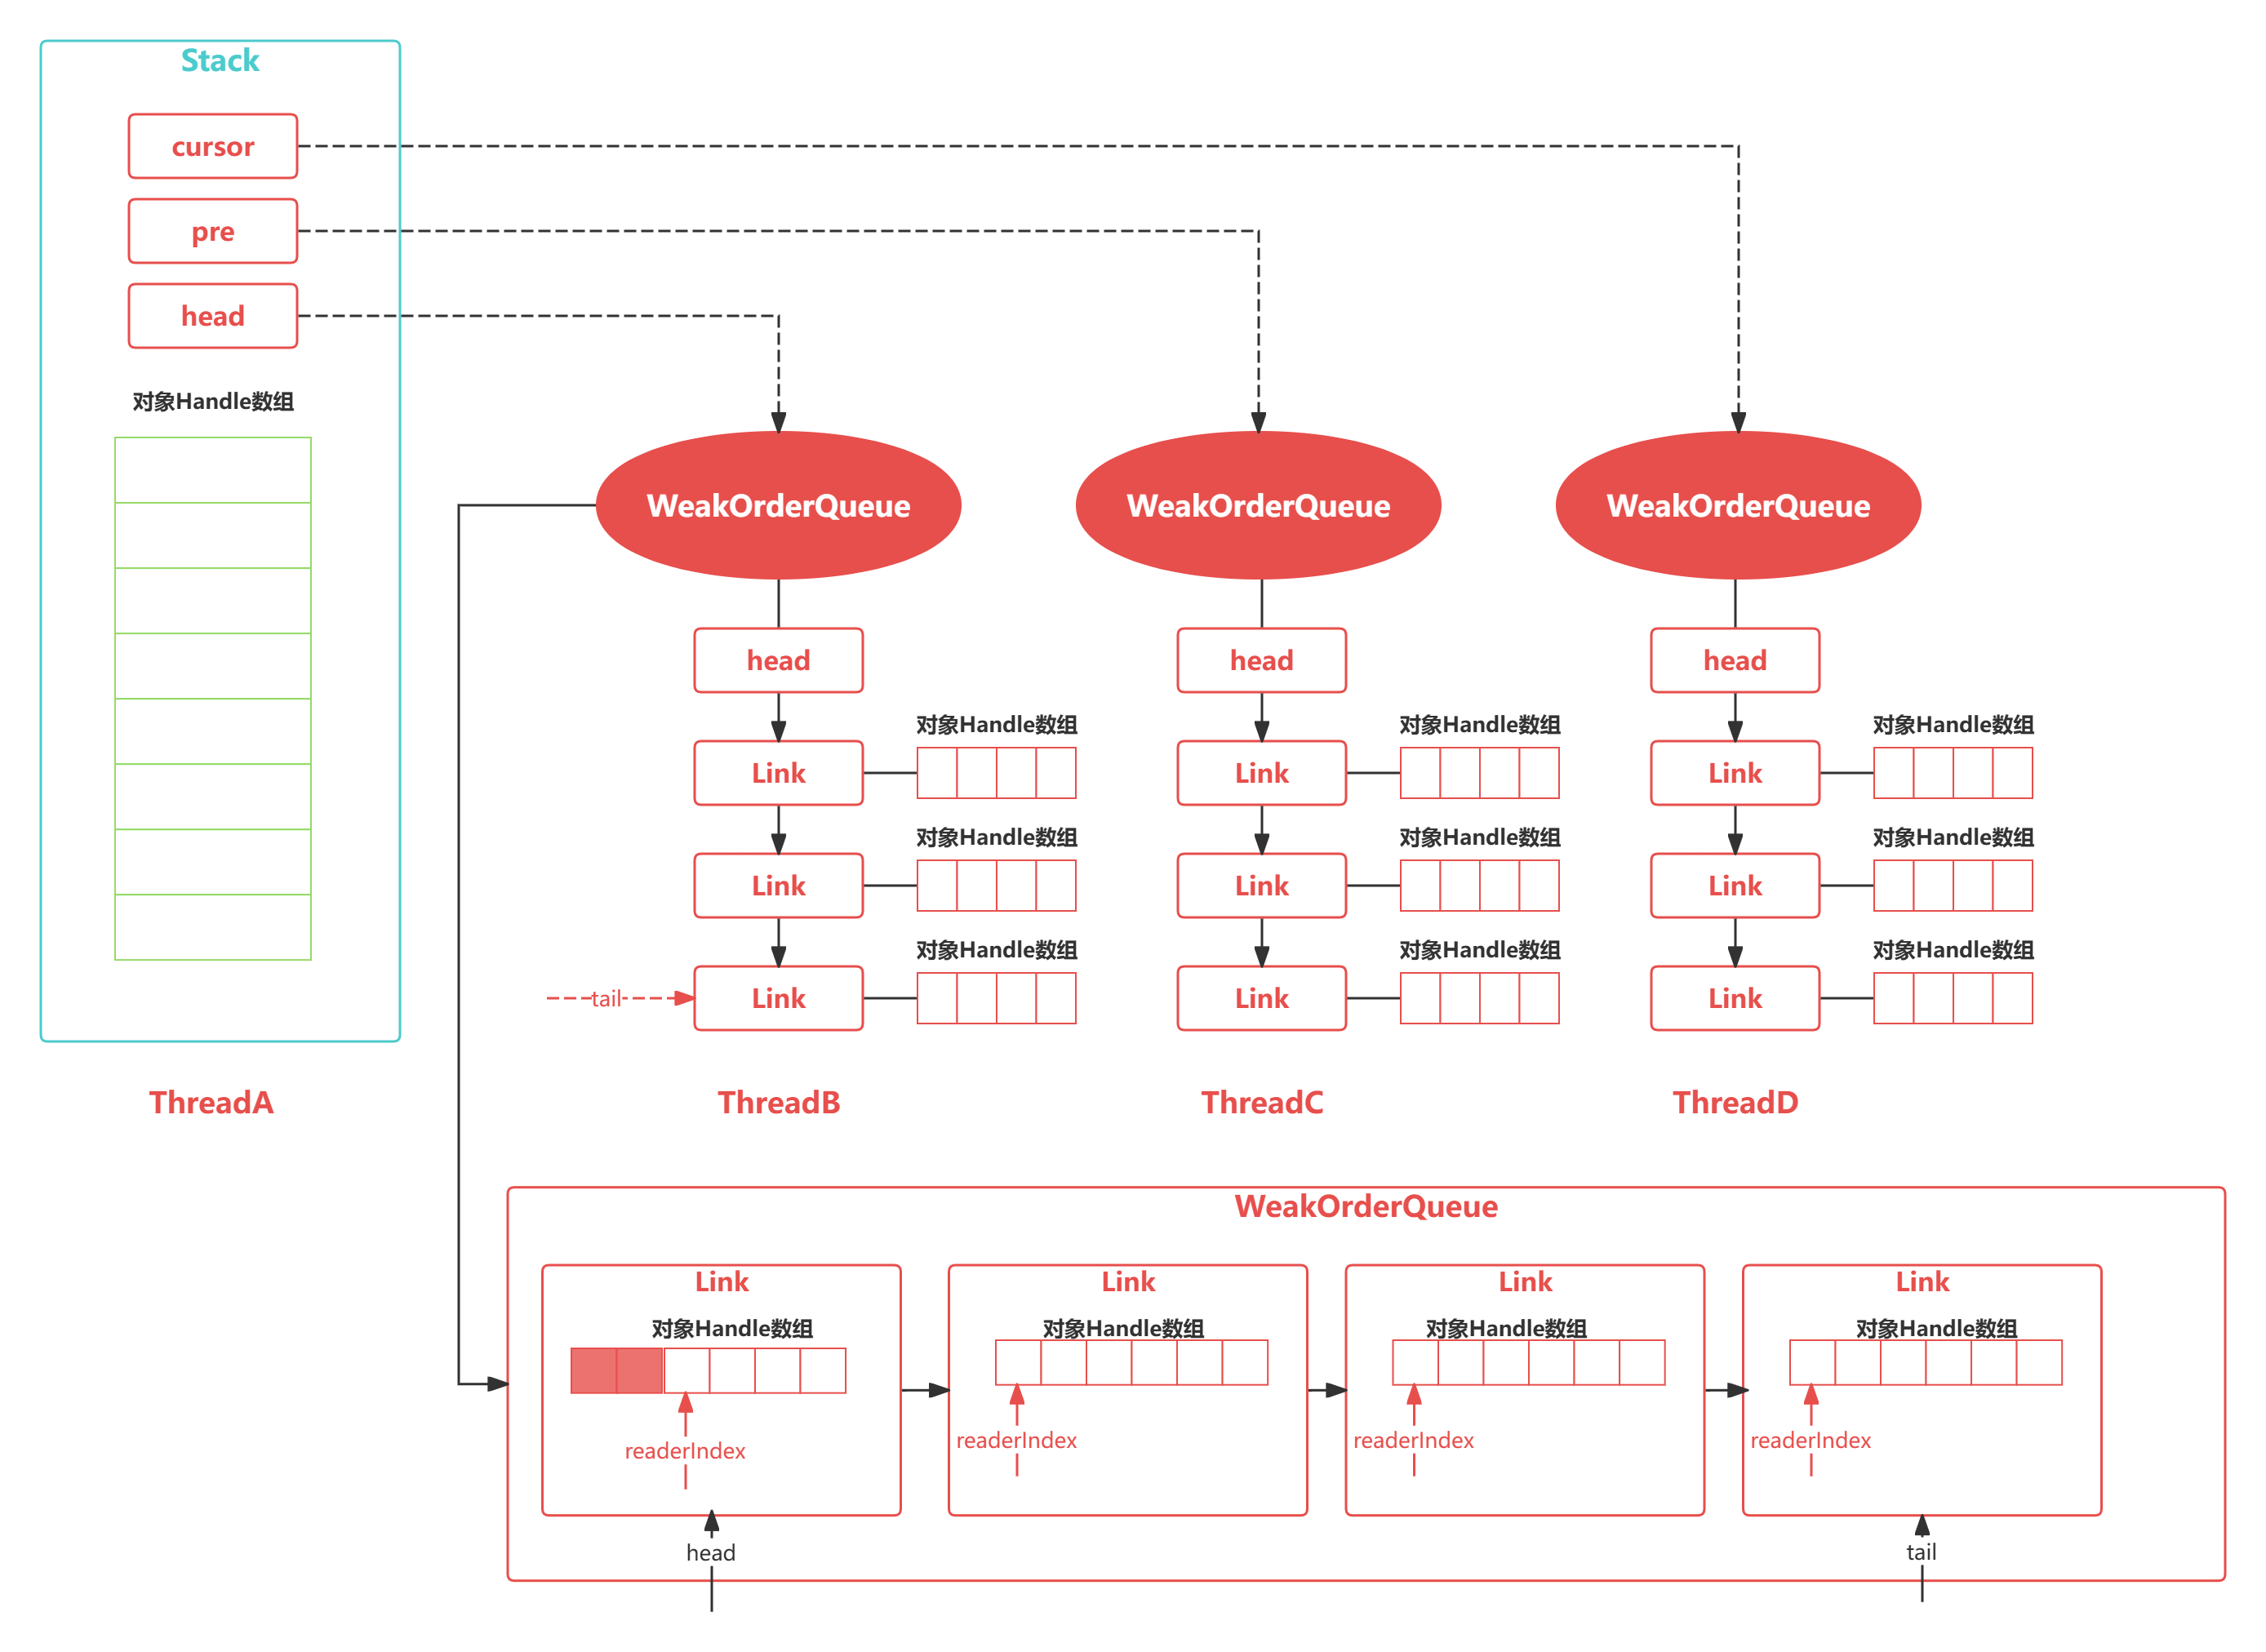 Stack
cursor
pre
head
对象Handle数组
WeakOrderQueue
WeakOrderQueue
WeakOrderQueue
head
head
head
对象Handle数组
对象Handle数组
对象Handle数组
Link
Link
Link
对象Handle数组
对象Handle数组
对象Handle数组
Link
Link
Link
对象Handle数组
对象Handle数组
对象Handle数组
tail
Link
Link
Link
ThreadA
ThreadB
ThreadC
ThreadD
WeakOrderQueue
Link
Link
Link
Link
对象Handle数组
对象Handle数组
对象Handle数组
对象Handle数组
readerIndex
readerIndex
readerIndex
readerIndex
head
tail